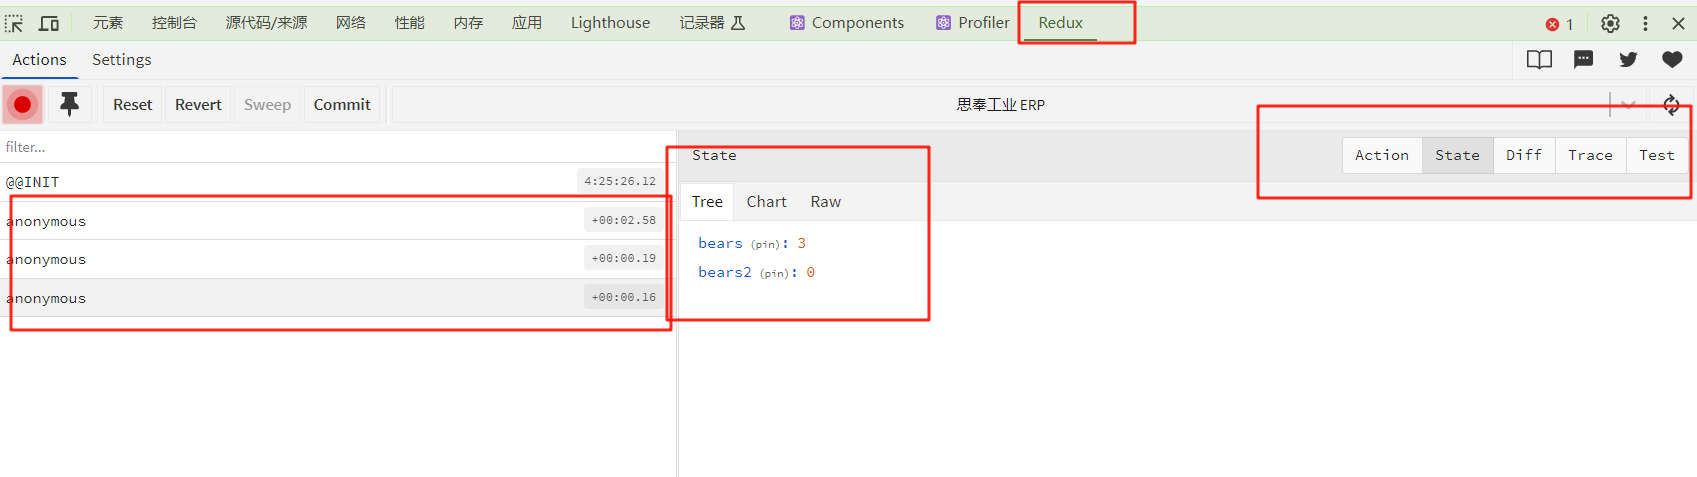 元素 控制台 源代码/来源 网络 性能 内存 应用 Lighthouse 记录器 Components Profiler Redux 1
Actions Settings
Reset Revert Sweep Commit 思奉工业 ERP
filter...
@@INIT 4:25:26.12
anonymous +00:02.58
anonymous +00:00.19
anonymous +00:00.16
State Action State Diff Trace Test
Tree Chart Raw
bears (pin): 3
bears2 (pin): 0